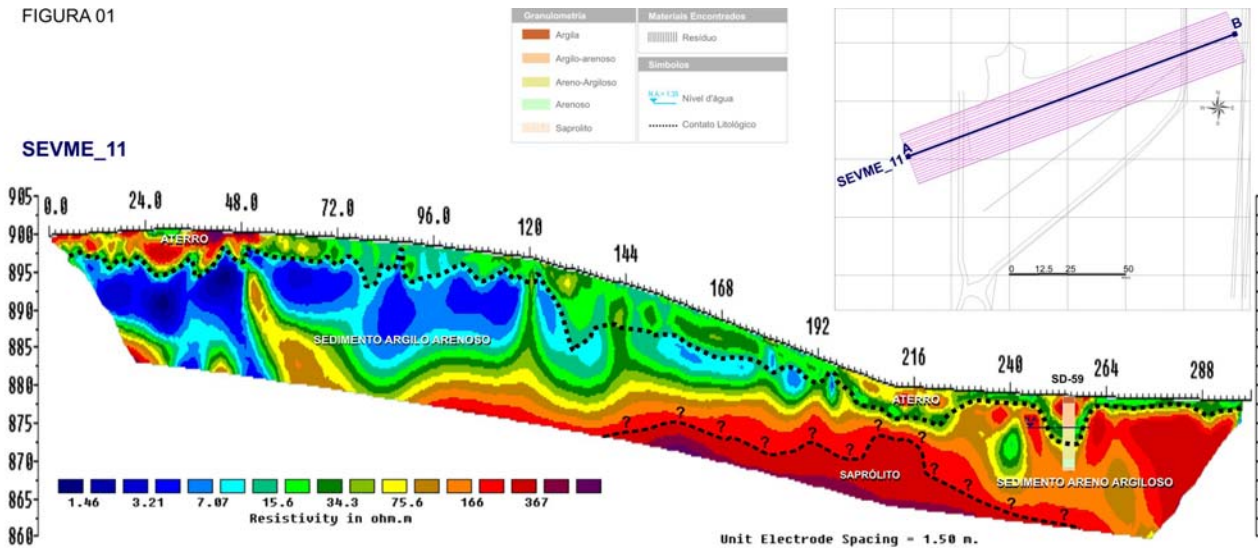 FIGURA 01
Granulometria
Argila
Argilo-arenoso
Areno-Argiloso
Arenoso
Saprolito
Materiais Encontrados
Resíduo
Símbolos
N.A.= 1,35
Nível d'água
Contato Litológico
B
A
SEVME_11
N
W
E
S
0 12.5 25 50
SEVME_11
905
900
895
890
885
880
875
870
865
860
0.0 24.0 48.0 72.0 96.0 120 144 168 192 216 240 264 288
ATERRO
SEDIMENTO ARGILO ARENOSO
ATERRO
SD-59
SAPRÓLITO
SEDIMENTO ARENO ARGILOSO
? ? ? ? ? ? ? ? ? ? ? ?
1.46 3.21 7.07 15.6 34.3 75.6 166 367
Resistivity in ohm.m
Unit Electrode Spacing = 1.50 m.